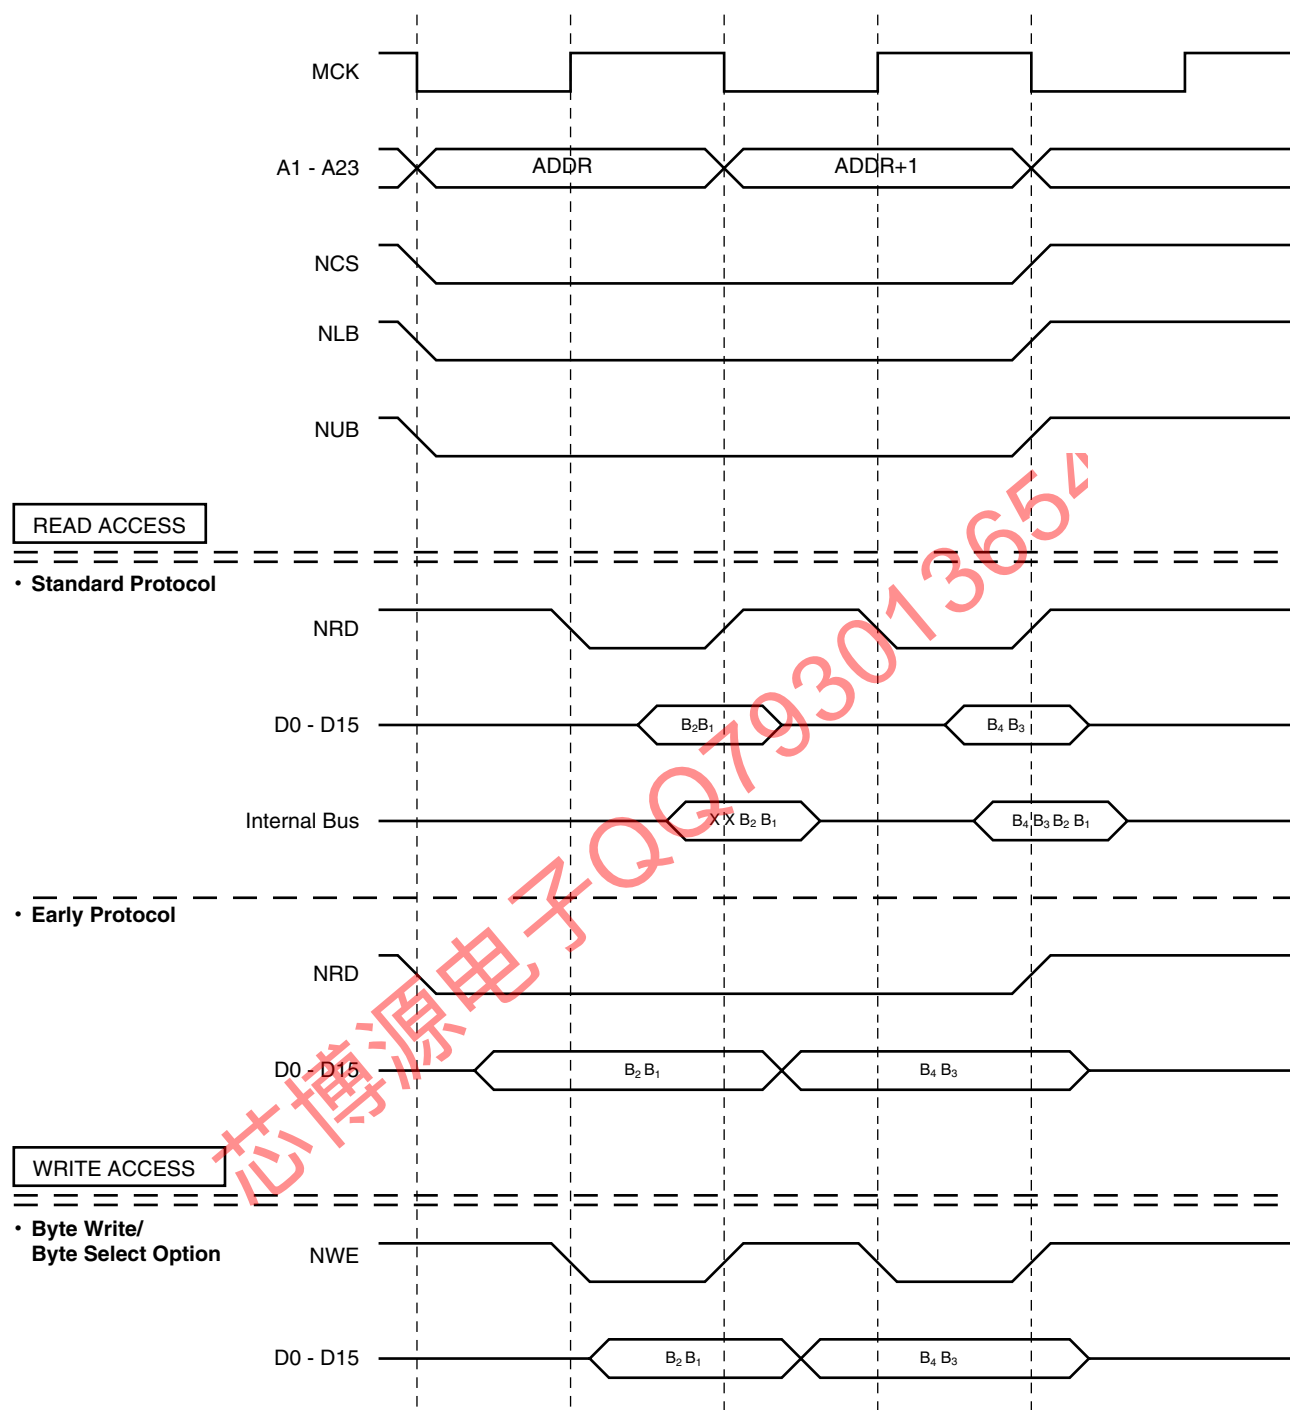 MCK
A1 - A23 ADDR ADDR+1
NCS
NLB
NUB
READ ACCESS
• Standard Protocol
NRD
D0 - D15 B₂B₁ B₄ B₃
Internal Bus X X B₂ B₁ B₄ B₃ B₂ B₁
• Early Protocol
NRD
D0 - D15 B₂ B₁ B₄ B₃
WRITE ACCESS
• Byte Write/
Byte Select Option
NWE
D0 - D15 B₂ B₁ B₄ B₃
芯博源电子QQ793013654